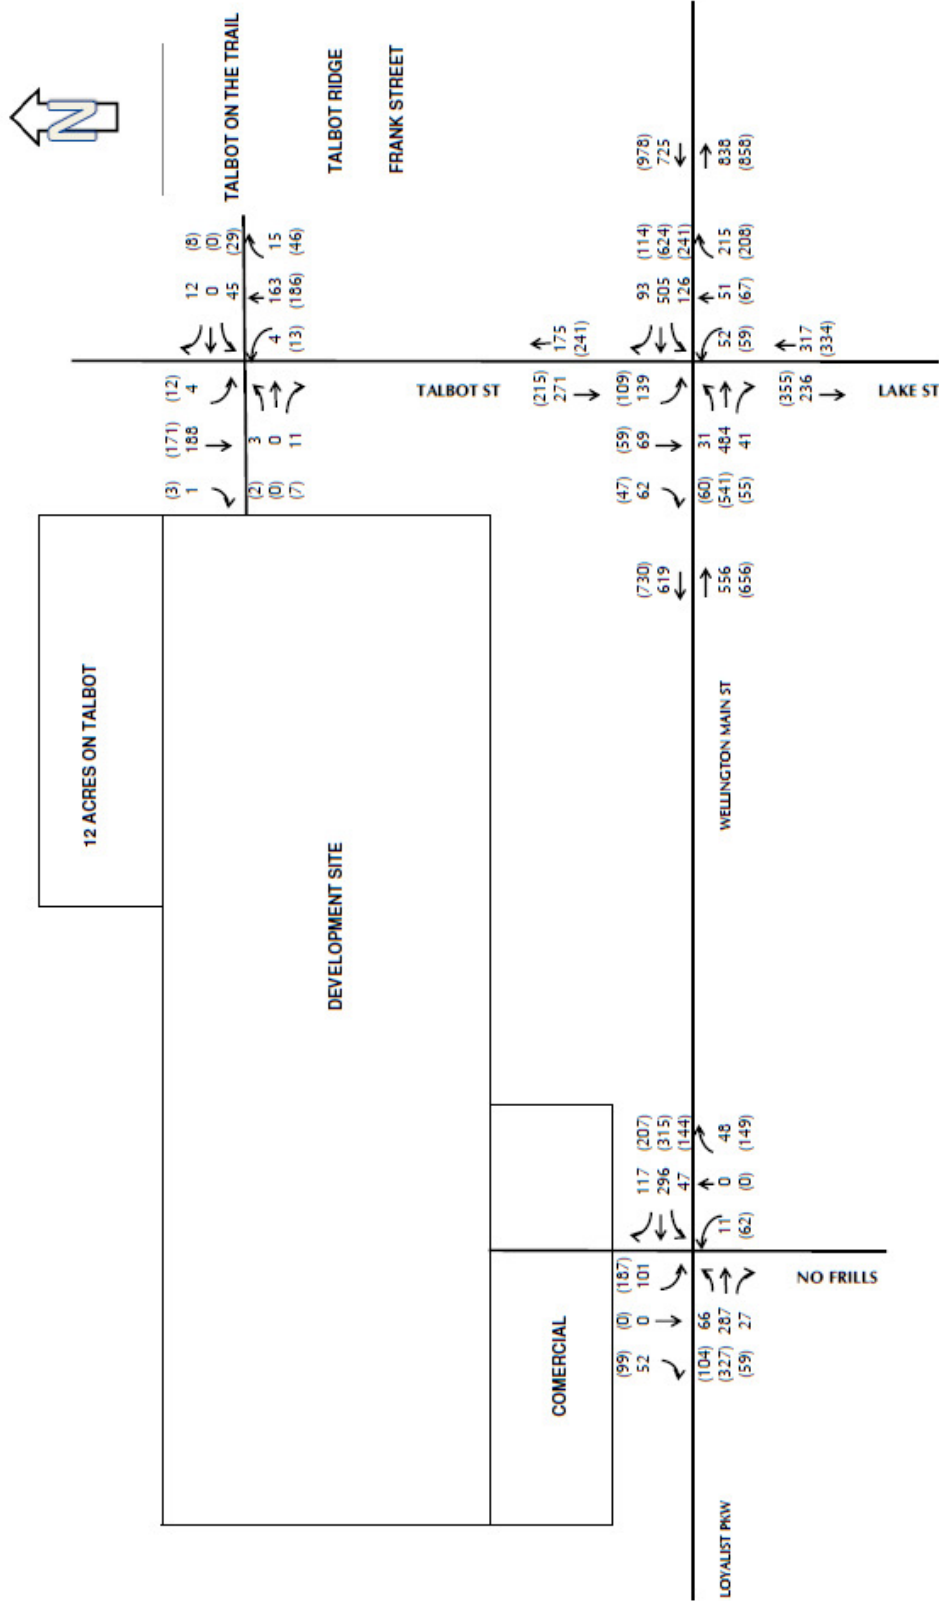 N
12 ACRES ON TALBOT
DEVELOPMENT SITE
COMERCIAL
TALBOT ON THE TRAIL
TALBOT RIDGE
FRANK STREET
(3) (171) (12)
1 188 4
12 (8)
0 (0)
45 (29)
(2) 3
(0) 0
(7) 11
4 163 15
(13) (186) (46)
TALBOT ST
(215)
271
175
(241)
(47) (59) (109)
62 69 139
93 (114)
505 (624)
126 (241)
(60) 31
(541) 484
(55) 41
52 51 215
(59) (67) (208)
(978)
725
838
(858)
(730)
619
556
(656)
(355)
236
317
(334)
LAKE ST
WELLINGTON MAIN ST
(99) (0) (187)
52 0 101
117 (207)
296 (315)
47 (144)
(104) 66
(327) 287
(59) 27
11 0 48
(62) (0) (149)
NO FRILLS
LOYALIST PKW